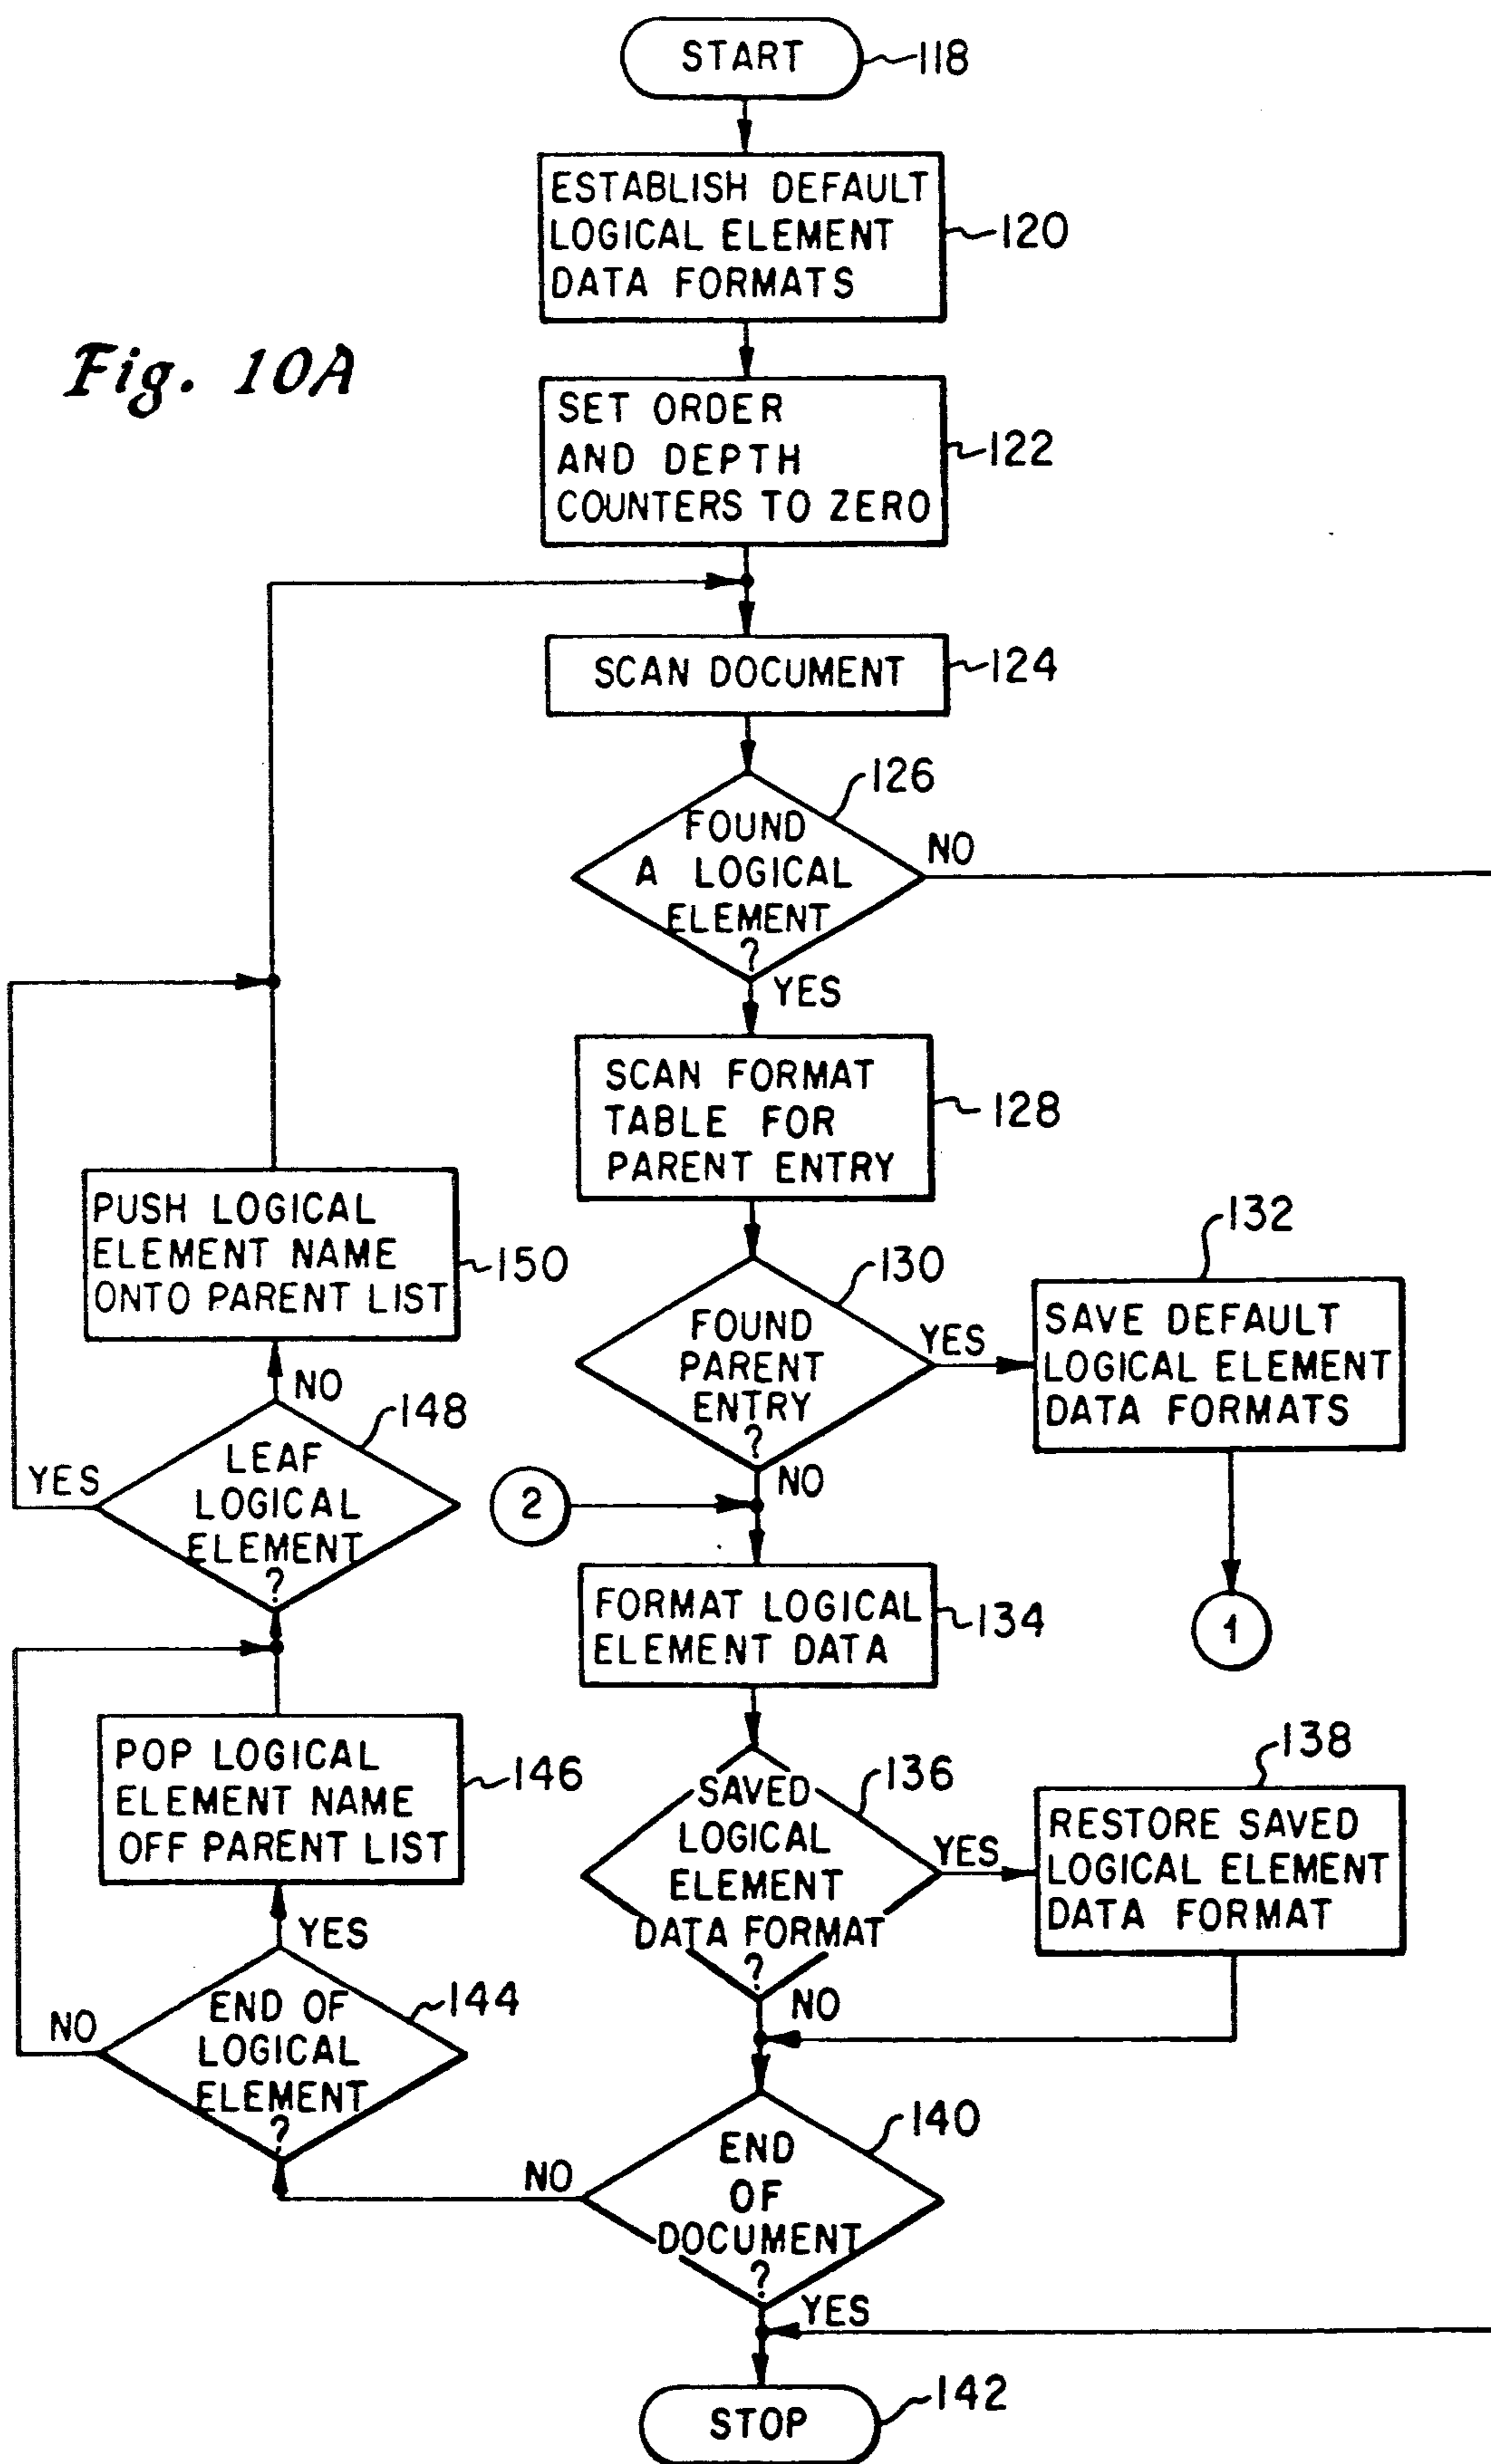 START
118
ESTABLISH DEFAULT
LOGICAL ELEMENT
DATA FORMATS
120
Fig. 10A
SET ORDER
AND DEPTH
COUNTERS TO ZERO
122
SCAN DOCUMENT
124
126
FOUND
A LOGICAL
ELEMENT
?
NO
YES
SCAN FORMAT
TABLE FOR
PARENT ENTRY
128
PUSH LOGICAL
ELEMENT NAME
ONTO PARENT LIST
150
130
FOUND
PARENT
ENTRY
?
YES
NO
132
SAVE DEFAULT
LOGICAL ELEMENT
DATA FORMATS
1
NO
148
LEAF
LOGICAL
ELEMENT
?
YES
2
FORMAT LOGICAL
ELEMENT DATA
134
POP LOGICAL
ELEMENT NAME
OFF PARENT LIST
146
136
SAVED
LOGICAL
ELEMENT
DATA FORMAT
?
YES
NO
138
RESTORE SAVED
LOGICAL ELEMENT
DATA FORMAT
YES
144
END OF
LOGICAL
ELEMENT
?
NO
140
END
OF
DOCUMENT
?
NO
YES
STOP
142